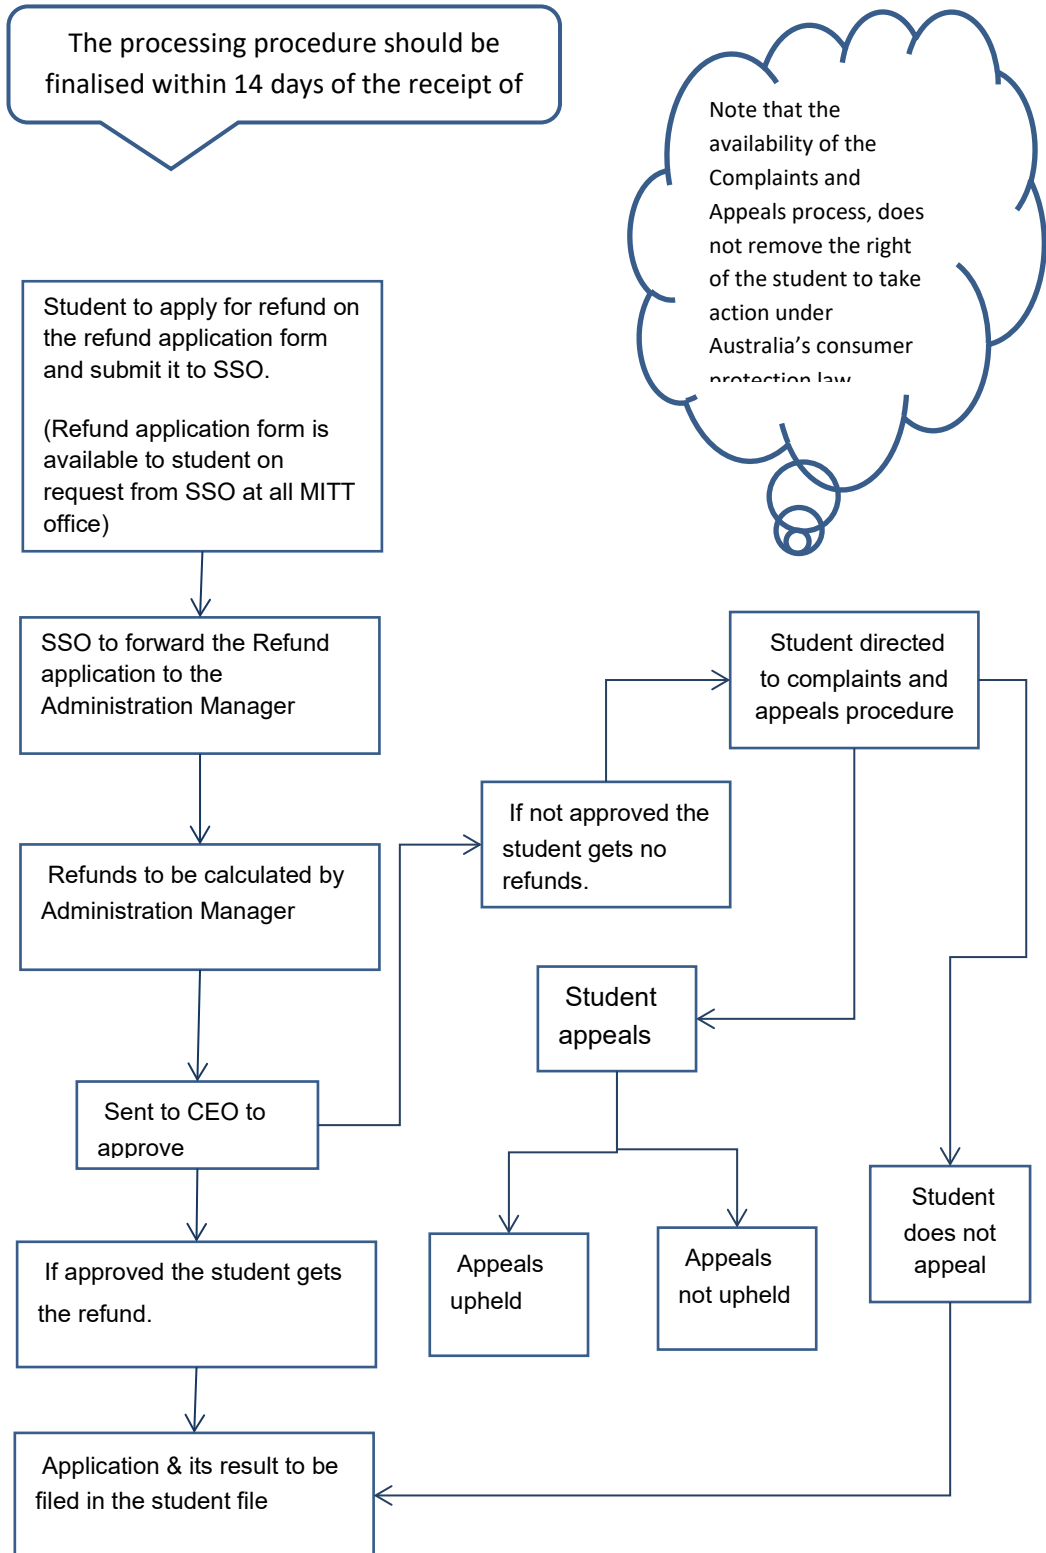 The processing procedure should be
finalised within 14 days of the receipt of
Note that the
availability of the
Complaints and
Appeals process, does
not remove the right
of the student to take
action under
Australia’s consumer
protection law
Student to apply for refund on
the refund application form
and submit it to SSO.
(Refund application form is
available to student on
request from SSO at all MITT
office)
SSO to forward the Refund
application to the
Administration Manager
Student directed
to complaints and
appeals procedure
If not approved the
student gets no
refunds.
Refunds to be calculated by
Administration Manager
Student
appeals
Sent to CEO to
approve
Student
does not
appeal
Appeals
upheld
Appeals
not upheld
If approved the student gets
the refund.
Application & its result to be
filed in the student file